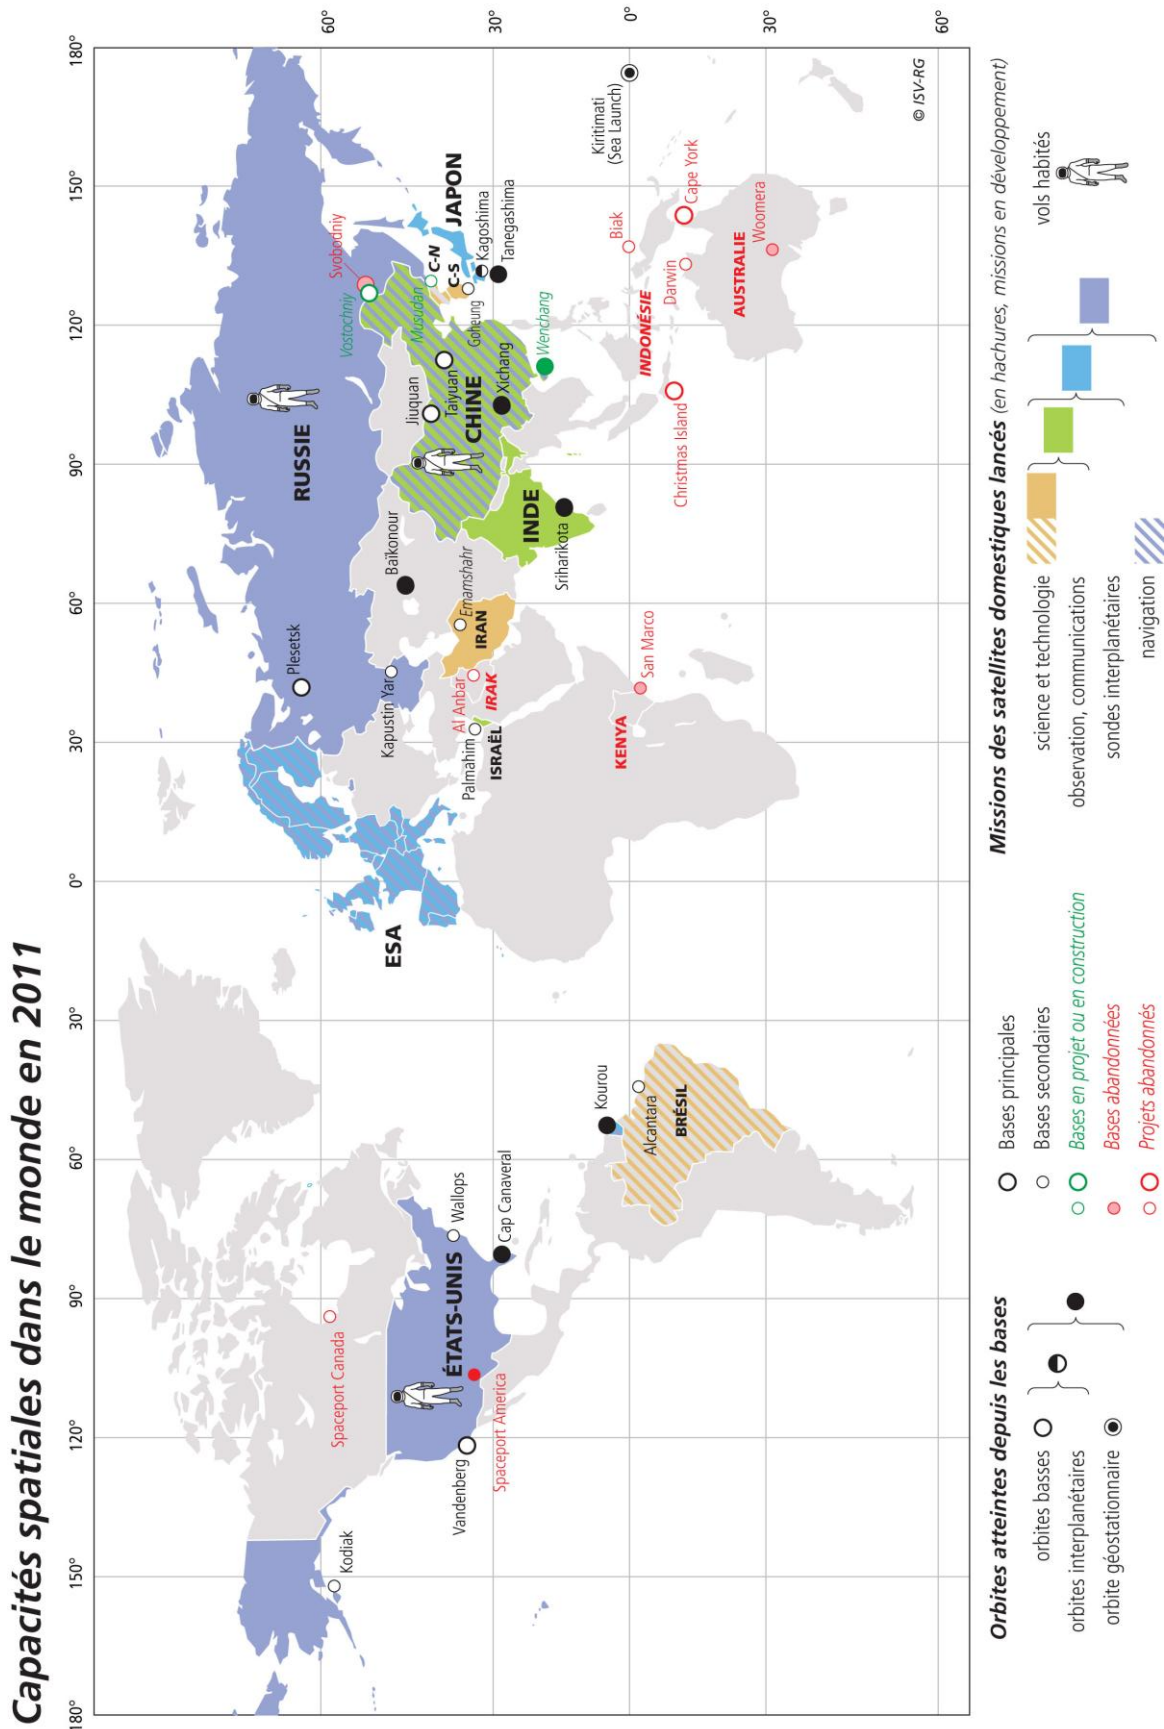 Capacités spatiales dans le monde en 2011
180°
150°
120°
90°
60°
30°
0°
30°
60°
90°
120°
150°
180°
60°
30°
0°
30°
60°
Kodiak
Spaceport Canada
Vandenberg
Spaceport America
ÉTATS-UNIS
Wallops
Cap Canaveral
Kourou
Alcantara
BRÉSIL
ESA
Plesetsk
RUSSIE
Kapustin Yar
Baïkonour
Palmahim
ISRAËL
Al Anbar
IRAK
IRAN
Emamshahr
KENYA
San Marco
INDE
Sriharikota
CHINE
Jiuquan
Taiyuan
Xichang
Wenchang
Vostochniy
Svobodniy
Musudan
C-N
C-S
Goheung
JAPON
Kagoshima
Tanegashima
Kiritimati
(Sea Launch)
INDONÉSIE
Biak
Christmas Island
Darwin
Cape York
AUSTRALIE
Woomera
© ISV-RG
Orbites atteintes depuis les bases
orbites basses
orbites interplanétaires
orbite géostationnaire
Bases principales
Bases secondaires
Bases en projet ou en construction
Bases abandonnées
Projets abandonnés
Missions des satellites domestiques lancés (en hachures, missions en développement)
science et technologie
observation, communications
sondes interplanétaires
navigation
vols habités